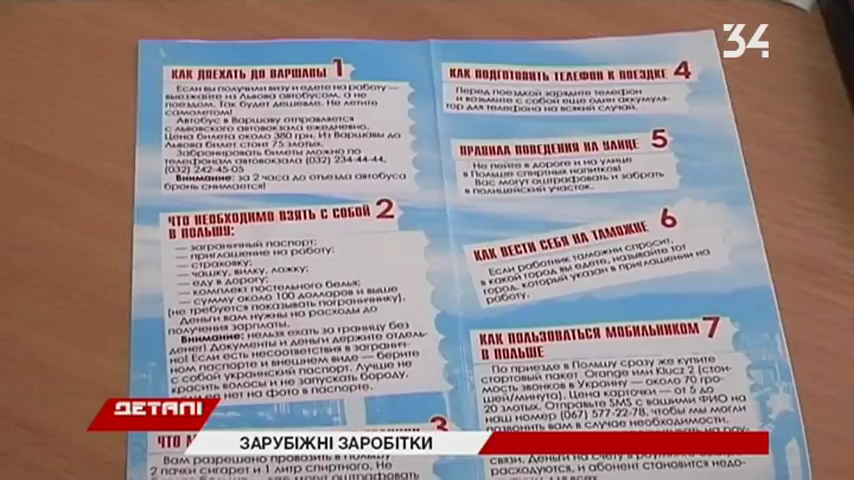 34
КАК ДОЕХАТЬ ДО ВАРШАВЫ 1
Если вы получили визу и едете на работу —
выезжайте из Львова автобусом, а не
поездом. Так будет дешевле. Не летите
самолетом!
Автобус в Варшаву отправляется
с львовского автовокзала ежедневно.
Цена билета около 380 грн. Из Варшавы до
Львова билет стоит 75 злотых.
Забронировать билеты можно по
телефонам автовокзала (032) 234-44-44,
(032) 242-45-05
Внимание: за 2 часа до отъезда автобуса
бронь снимается!
ЧТО НЕОБХОДИМО ВЗЯТЬ С СОБОЙ 2
В ПОЛЬШУ:
— заграничный паспорт;
— приглашение на работу;
— страховку;
— чашку, вилку, ложку;
— еду в дорогу;
— комплект постельного белья;
— сумму около 100 долларов и выше
(не требуется показывать пограничнику).
Деньги вам нужны на расходы до
получения зарплаты.
Внимание: нельзя ехать за границу без
денег! Документы и деньги держите отдель-
но! Если есть несоответствия в загранич-
ном паспорте и внешнем виде — берите
с собой украинский паспорт. Лучше не
красить волосы и не запускать бороду,
если ее нет на фото в паспорте.
3
ЧТО
Вам разрешено провозить в Польшу
2 пачки сигарет и 1 литр спиртного. Не
КАК ПОДГОТОВИТЬ ТЕЛЕФОН К ПОЕЗДКЕ 4
Перед поездкой зарядите телефон
и возьмите с собой еще один аккумуля-
тор для телефона на всякий случай.
ПРАВИЛА ПОВЕДЕНИЯ НА УЛИЦЕ 5
Не пейте в дороге и на улице
в Польше спиртных напитков!
Вас могут оштрафовать и забрать
в полицейский участок.
КАК ВЕСТИ СЕБЯ НА ТАМОЖНЕ 6
Если работник таможни спросит,
в какой город вы едете, называйте тот
город, который указан в приглашении на
работу.
КАК ПОЛЬЗОВАТЬСЯ МОБИЛЬНИКОМ 7
В ПОЛЬШЕ
По приезде в Польшу сразу же купите
стартовый пакет Orange или Klucz 2 (стои-
мость звонков в Украину — около 70 гро-
шей/минута). Цена карточки — от 5 до
20 злотых. Отправьте SMS с вашими ФИО на
наш номер (067) 577-22-78, чтобы мы могли
позвонить вам в случае необходимости.
связи. Деньги на счету в
расходуются, и абонент становится недо-
ДЕТАЛІ
ЗАРУБІЖНІ ЗАРОБІТКИ